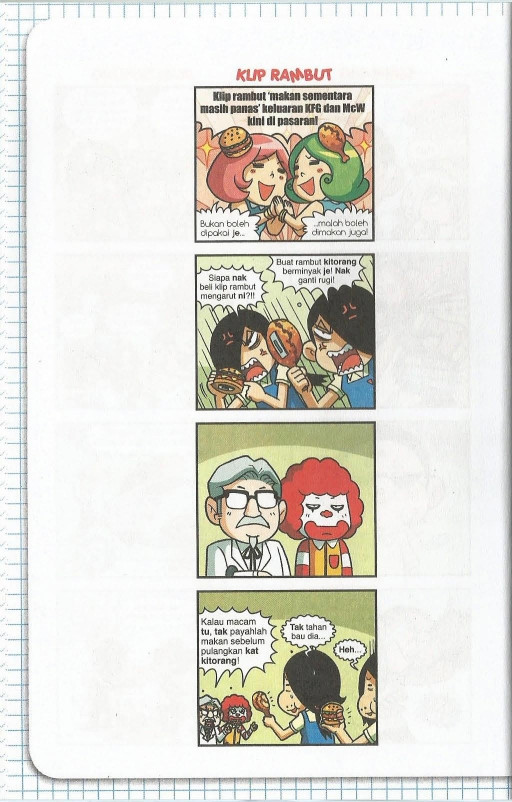 KLIP RAMBUT
Klip rambut 'makan sementara
masih panas' keluaran KFG dan McW
kini di pasaran!
Bukan boleh
dipakai je...
...malah boleh
dimakan juga!
Siapa nak
beli klip rambut
mengarut ni?!!
Buat rambut kitorang
berminyak je! Nak
ganti rugi!
Kalau macam
tu, tak payahlah
makan sebelum
pulangkan kat
kitorang!
Tak tahan
bau dia...
Heh...